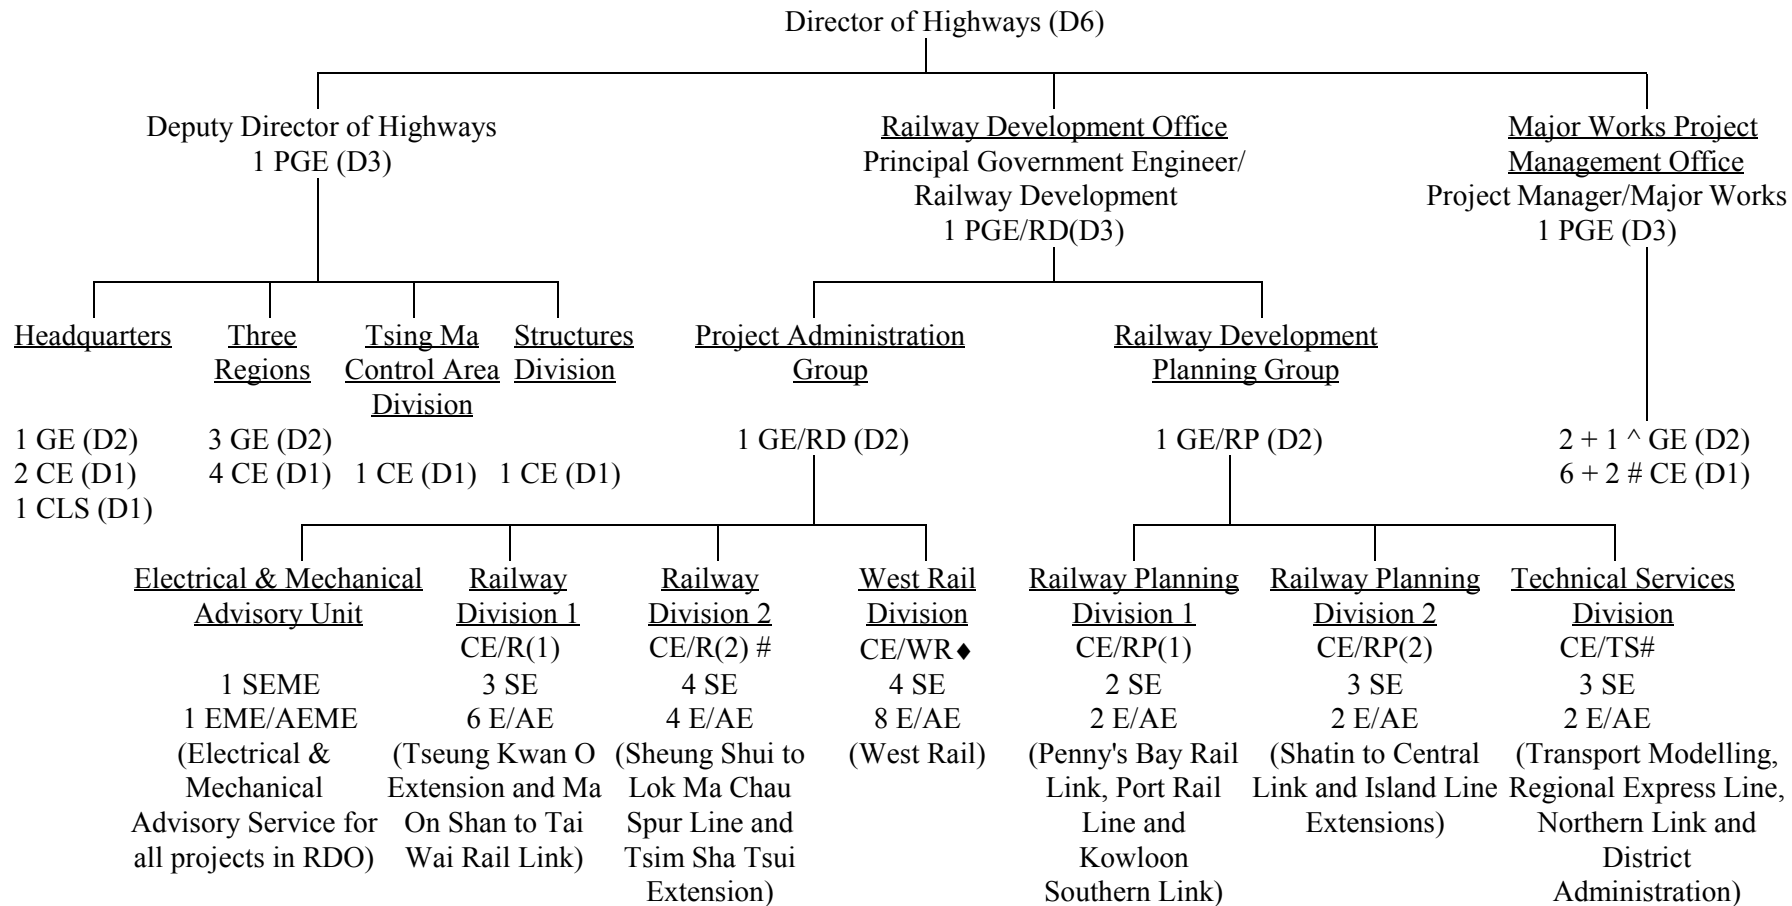 Director of Highways (D6)
Deputy Director of Highways
1 PGE (D3)
Railway Development Office
Principal Government Engineer/
Railway Development
1 PGE/RD(D3)
Major Works Project
Management Office
Project Manager/Major Works
1 PGE (D3)
Headquarters
1 GE (D2)
2 CE (D1)
1 CLS (D1)
Three
Regions
3 GE (D2)
4 CE (D1)
Tsing Ma
Control Area
Division
1 CE (D1)
Structures
Division
1 CE (D1)
Project Administration
Group
1 GE/RD (D2)
Railway Development
Planning Group
1 GE/RP (D2)
2 + 1 ^ GE (D2)
6 + 2 # CE (D1)
Electrical & Mechanical
Advisory Unit
1 SEME
1 EME/AEME
(Electrical &
Mechanical
Advisory Service for
all projects in RDO)
Railway
Division 1
CE/R(1)
3 SE
6 E/AE
(Tseung Kwan O
Extension and Ma
On Shan to Tai
Wai Rail Link)
Railway
Division 2
CE/R(2) #
4 SE
4 E/AE
(Sheung Shui to
Lok Ma Chau
Spur Line and
Tsim Sha Tsui
Extension)
West Rail
Division
CE/WR♦
4 SE
8 E/AE
(West Rail)
Railway Planning
Division 1
CE/RP(1)
2 SE
2 E/AE
(Penny's Bay Rail
Link, Port Rail
Line and
Kowloon
Southern Link)
Railway Planning
Division 2
CE/RP(2)
3 SE
2 E/AE
(Shatin to Central
Link and Island Line
Extensions)
Technical Services
Division
CE/TS#
3 SE
2 E/AE
(Transport Modelling,
Regional Express Line,
Northern Link and
District
Administration)